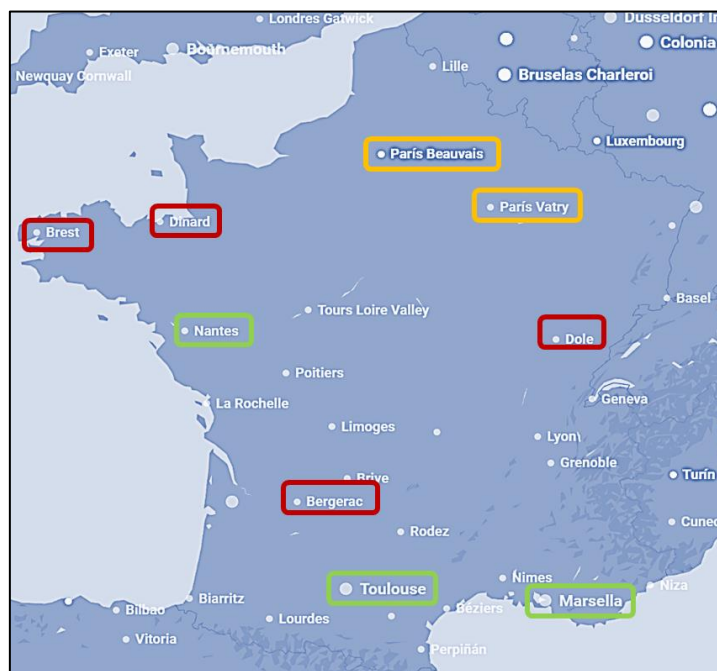 Londres Gatwick
Dusseldorf In
Exeter
Bournemouth
Colonia
Newquay Cornwall
Lille
Bruselas Charleroi
Luxembourg
París Beauvais
París Vatry
Dinard
Brest
Basel
Tours Loire Valley
Nantes
Dole
Poitiers
Geneva
La Rochelle
Limoges
Lyon
Grenoble
Brive
Turín
Bergerac
Cuneo
Rodez
Nimes
Niza
Toulouse
Marsella
Biarritz
Béziers
Bilbao
Lourdes
Vitoria
Perpiñán